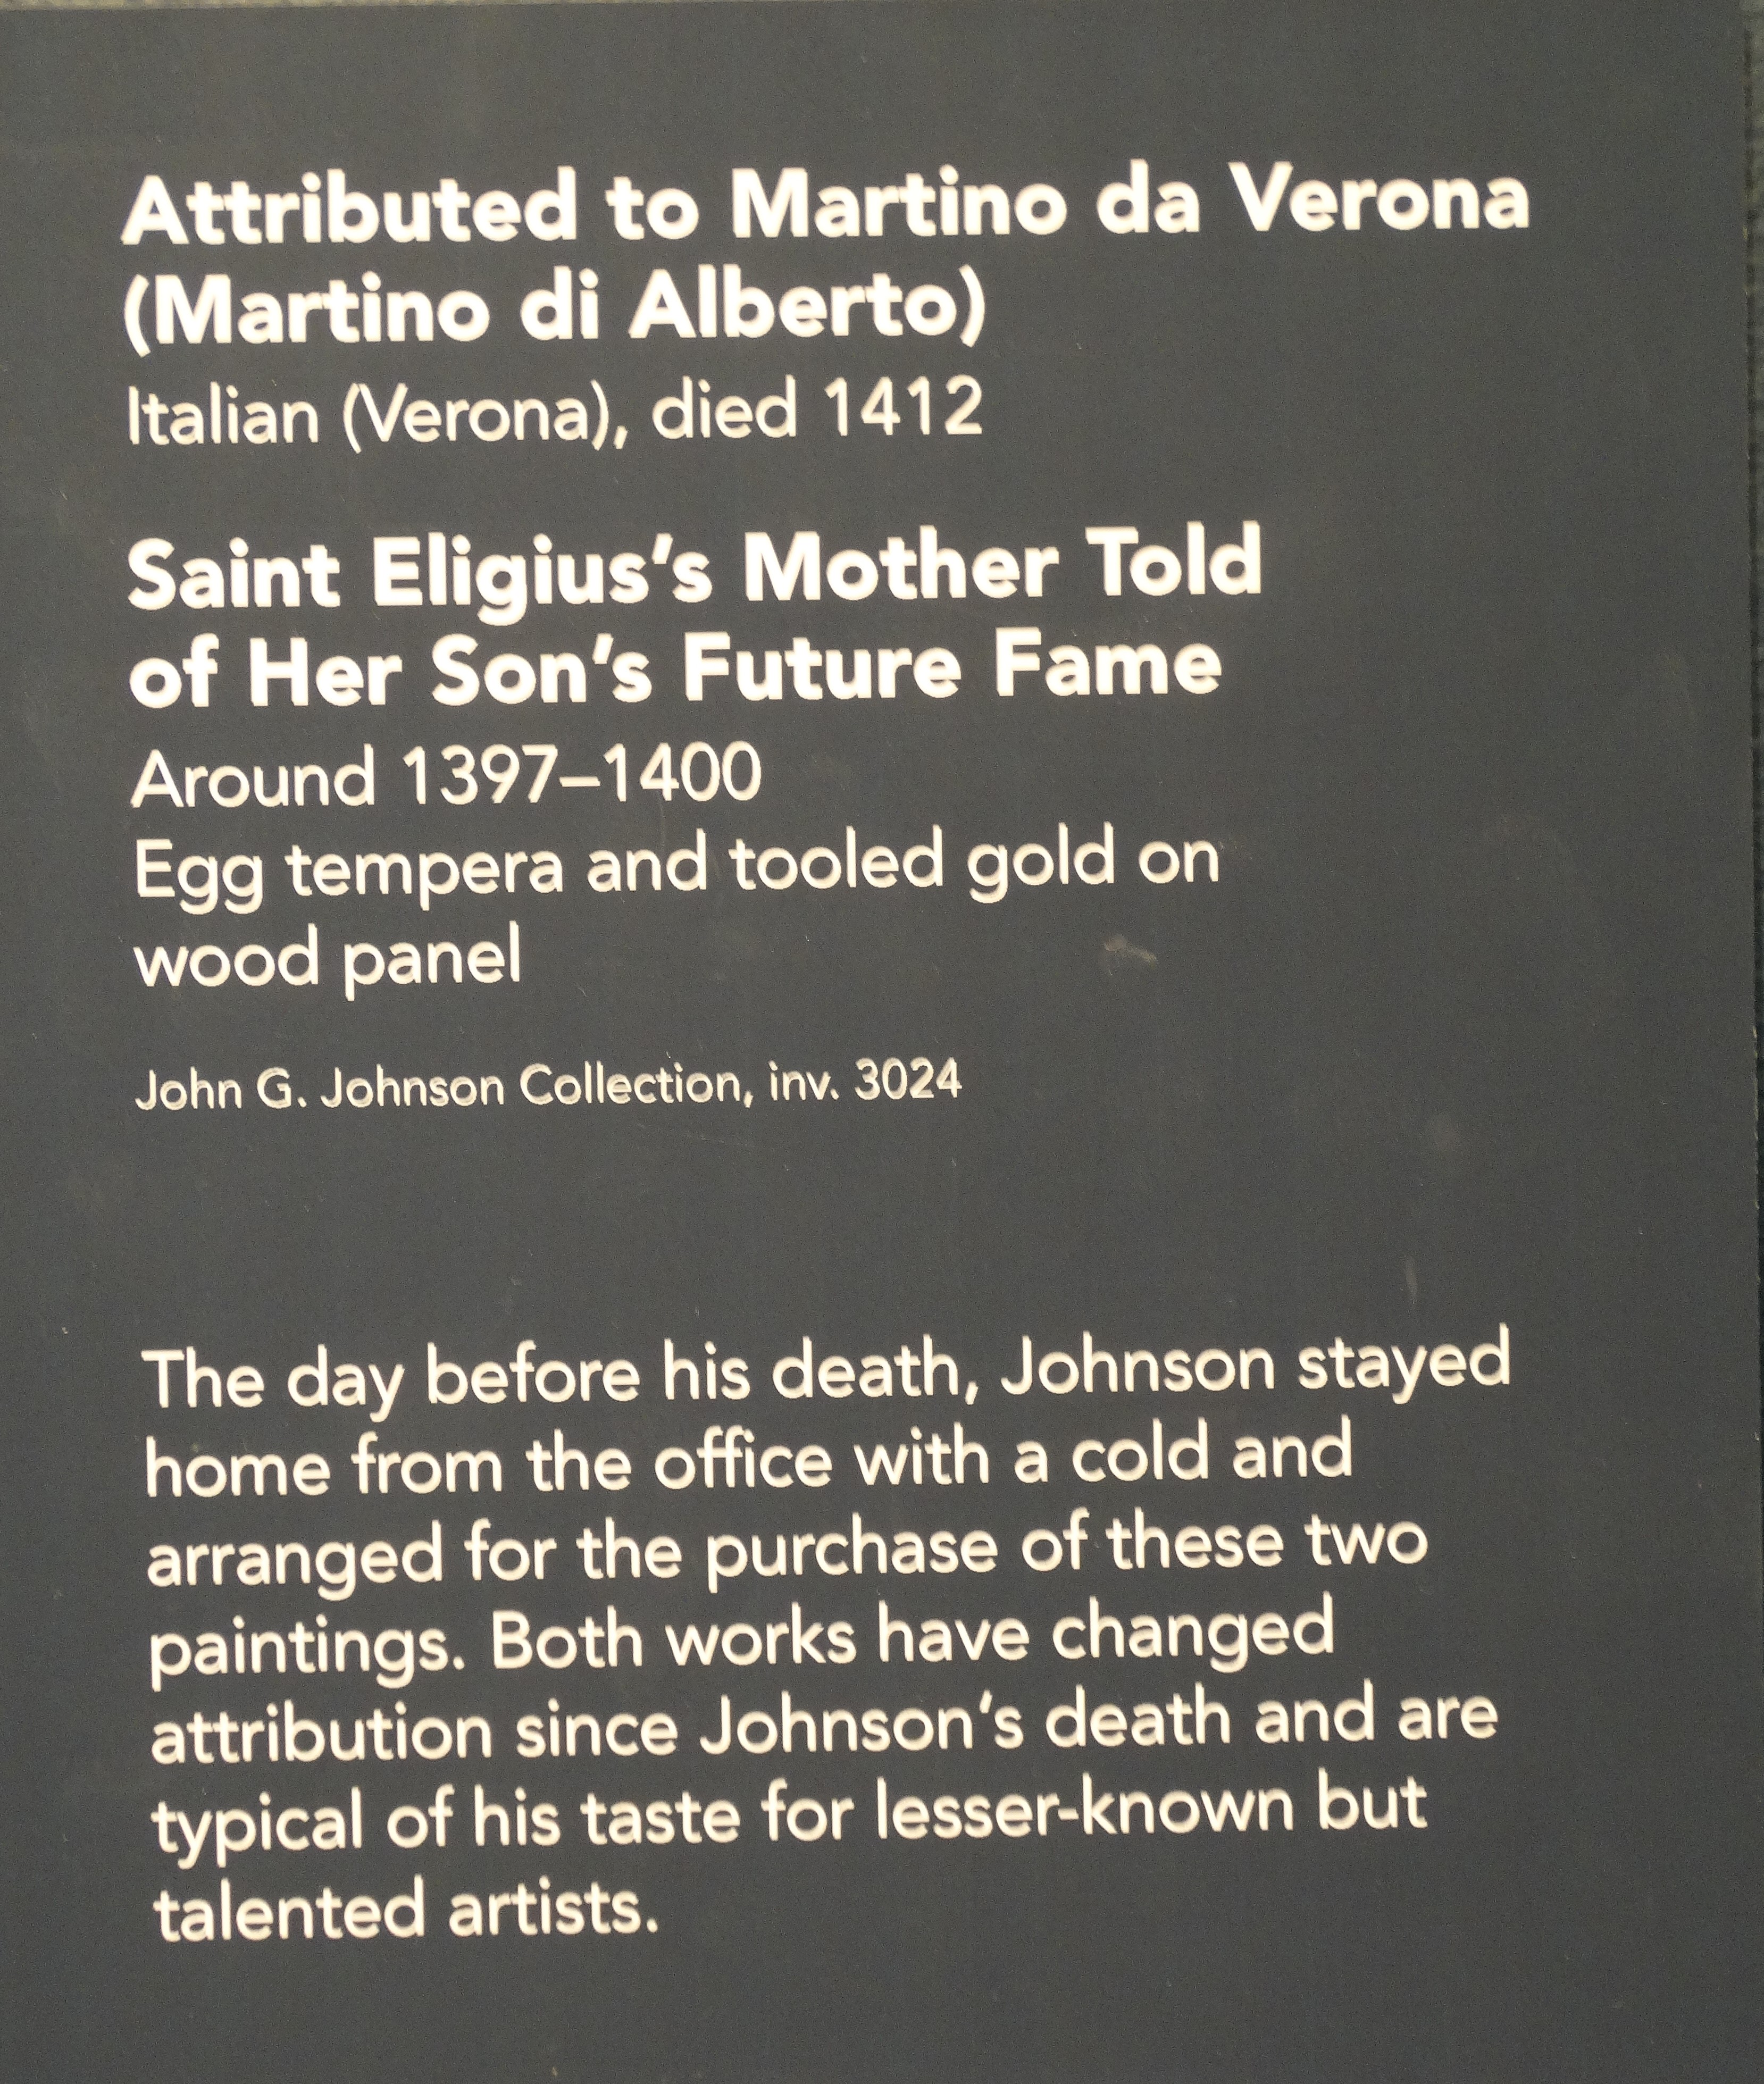 Attributed to Martino da Verona
(Martino di Alberto)
Italian (Verona), died 1412
Saint Eligius’s Mother Told
of Her Son’s Future Fame
Around 1397–1400
Egg tempera and tooled gold on
wood panel
John G. Johnson Collection, inv. 3024
The day before his death, Johnson stayed
home from the office with a cold and
arranged for the purchase of these two
paintings. Both works have changed
attribution since Johnson’s death and are
typical of his taste for lesser-known but
talented artists.